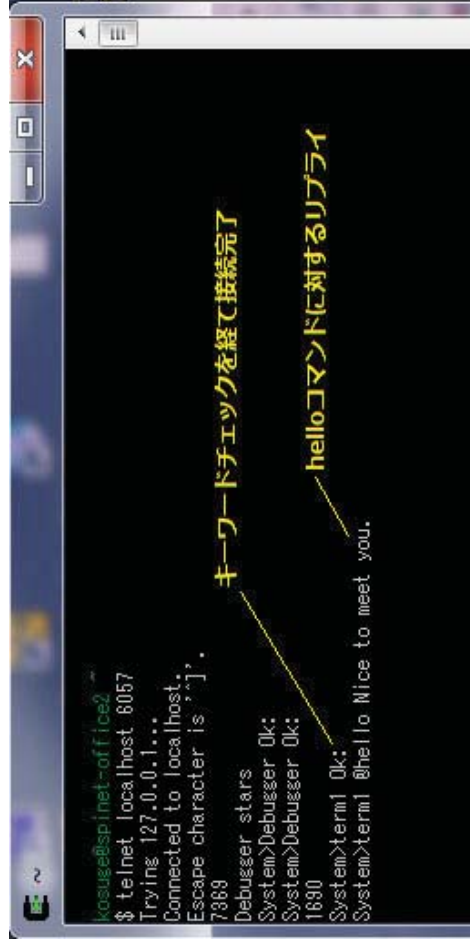 ~
kosuge@spinet-office2 ~
$ telnet localhost 6057
Trying 127.0.0.1...
Connected to localhost.
Escape character is '^]'.
7369
Debugger stars
System>Debugger Ok:
System>Debugger Ok:
1690
System>term1 Ok:
System>term1 @hello Nice to meet you.
キーワードチェックを経て接続完了
helloコマンドに対するリプライ